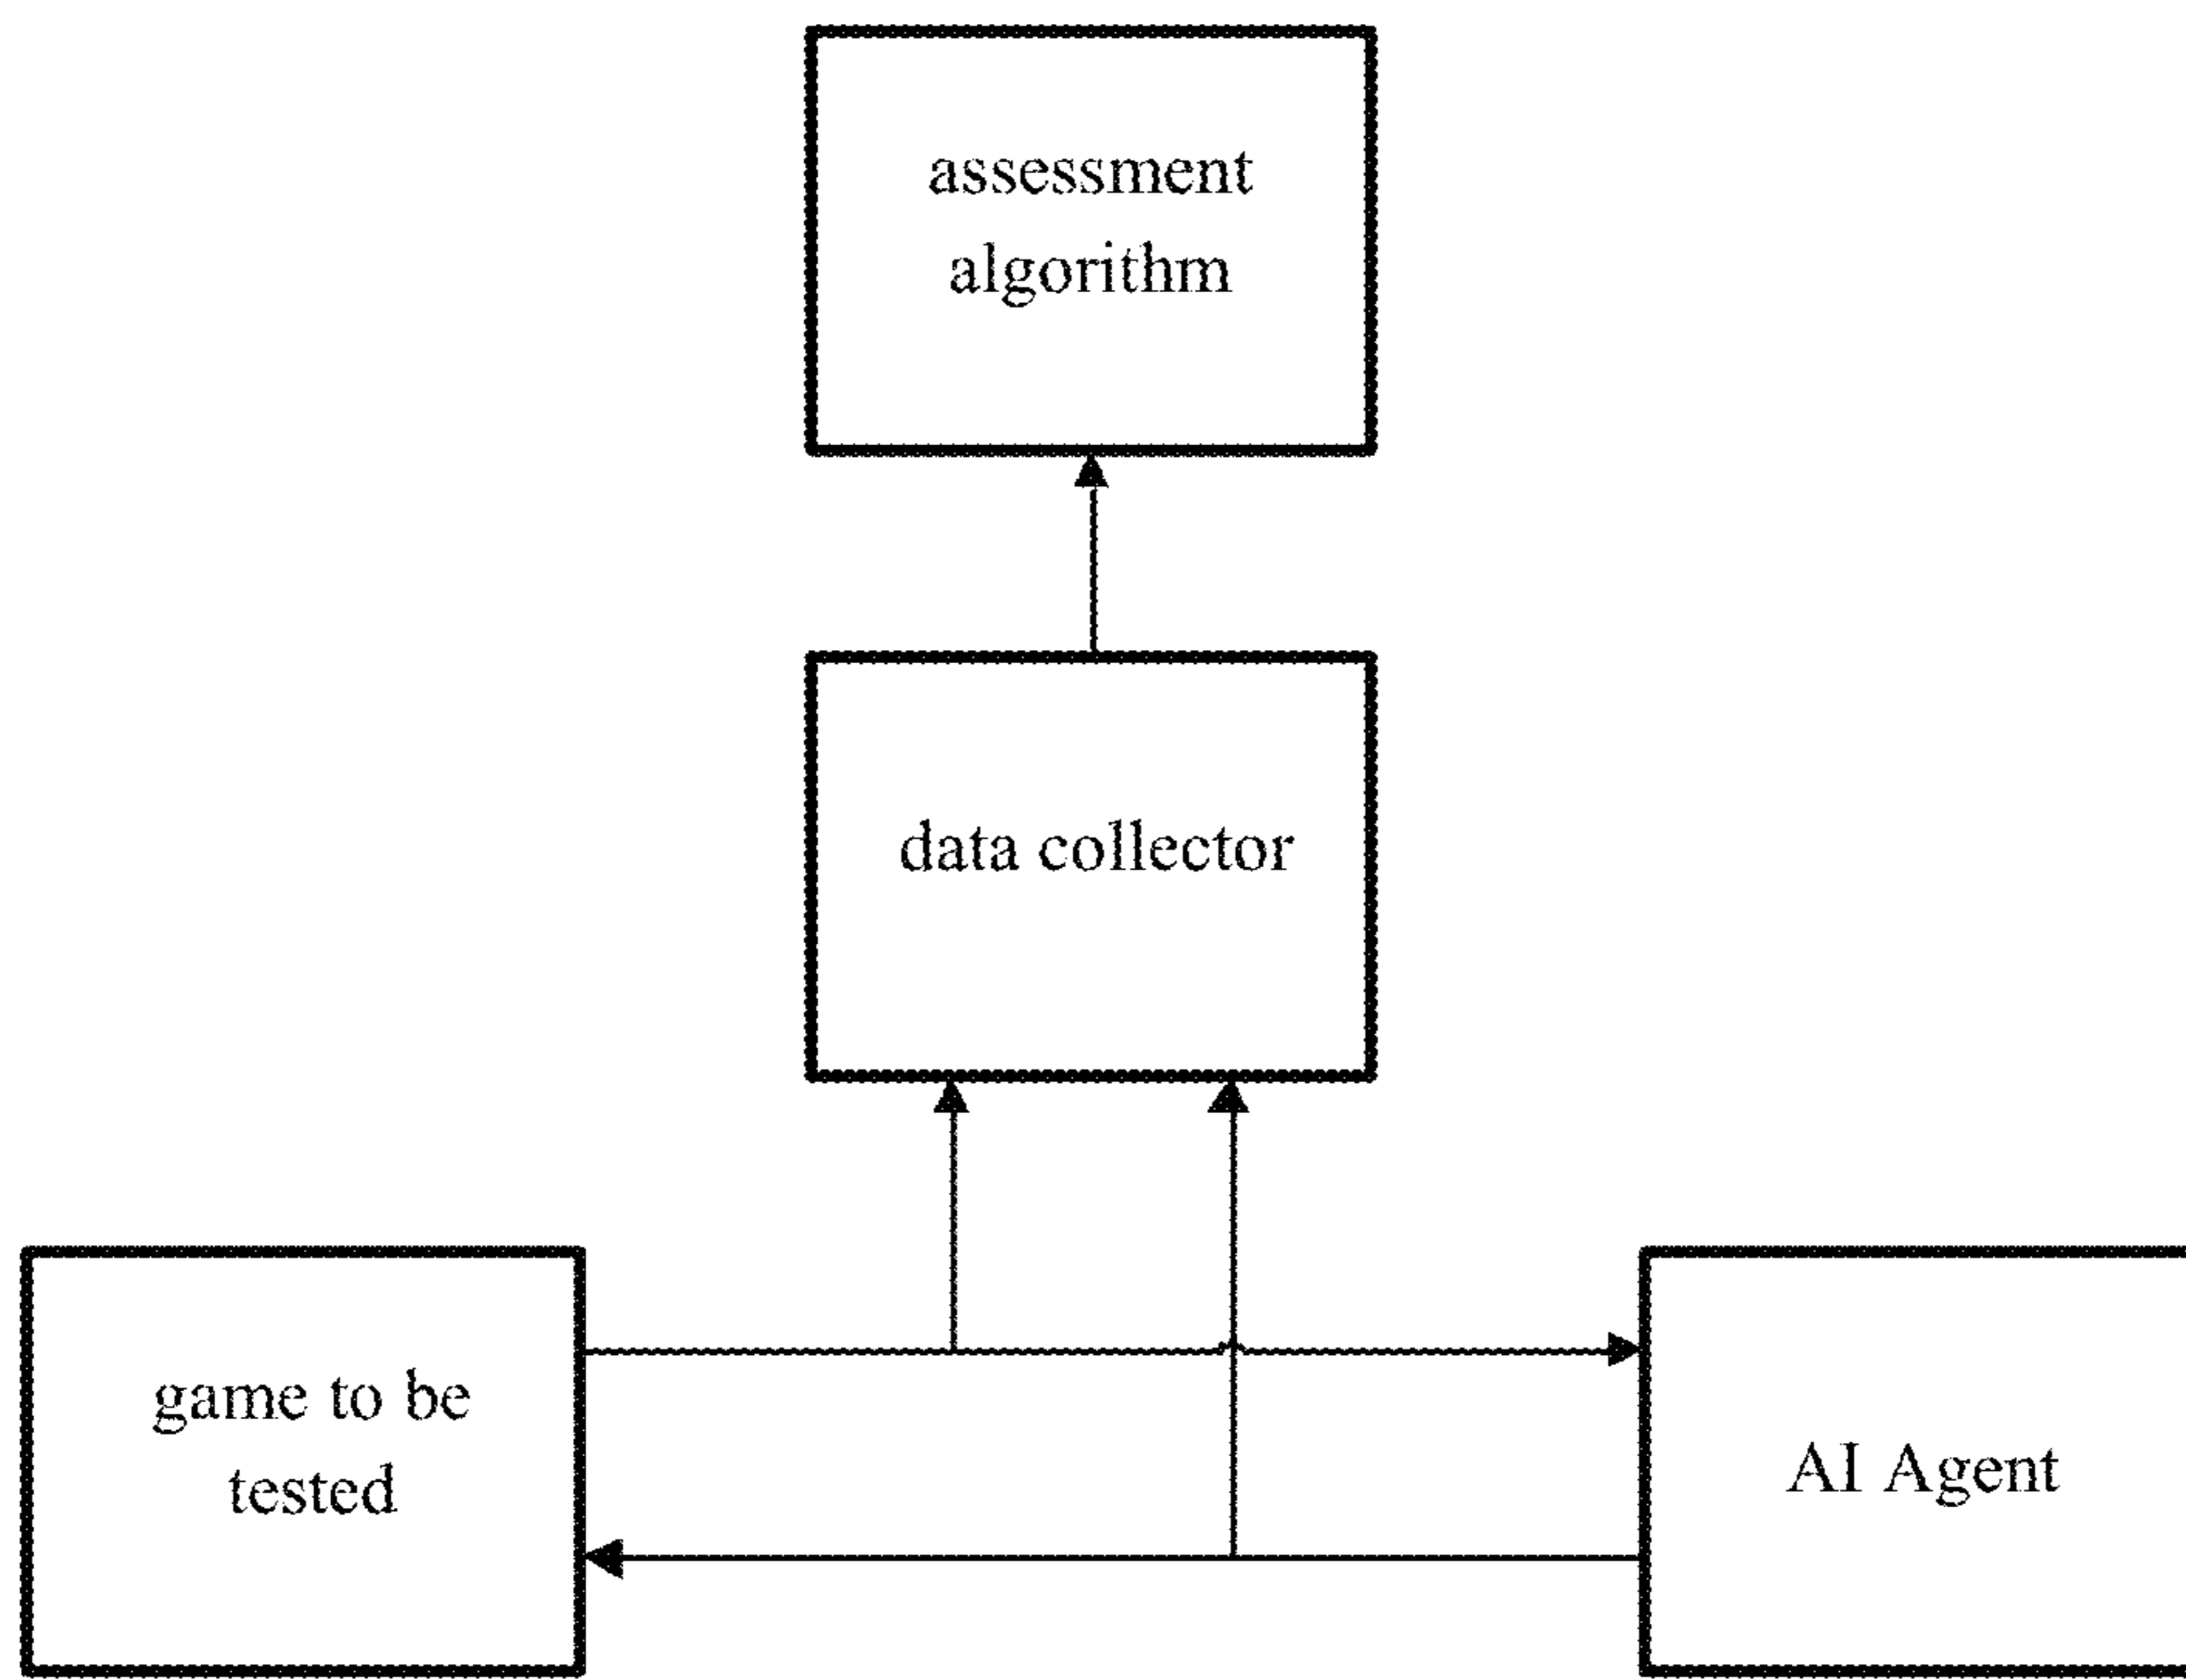 assessment
algorithm
data collector
game to be
tested
AI Agent